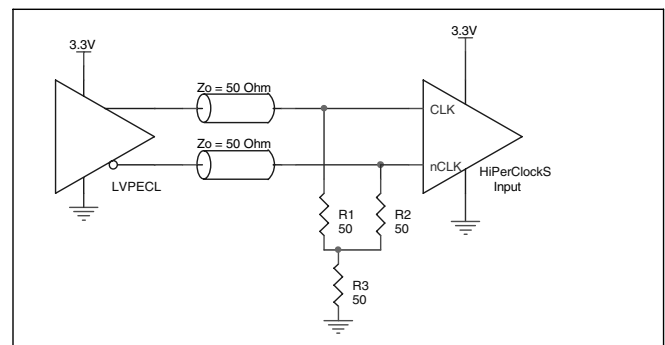 3.3V
3.3V
Zo = 50 Ohm
CLK
Zo = 50 Ohm
nCLK
LVPECL
HiPerClockS
Input
R1
50
R2
50
R3
50